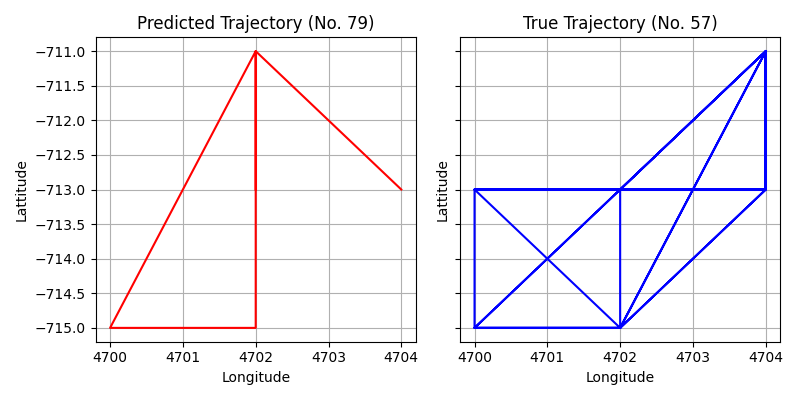 Predicted Trajectory (No. 79)
True Trajectory (No. 57)
−711.0
−711.5
−712.0
−712.5
−713.0
−713.5
−714.0
−714.5
−715.0
Lattitude
Lattitude
4700 4701 4702 4703 4704
4700 4701 4702 4703 4704
Longitude
Longitude